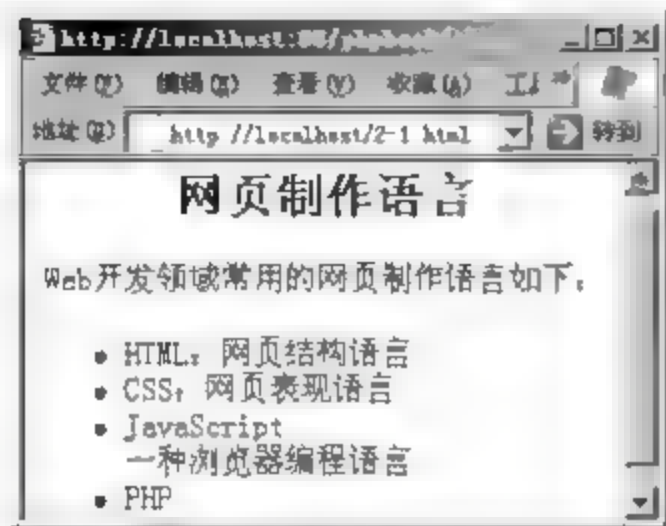 http://localhost:80/
文件(F) 编辑(E) 查看(V) 收藏(A) 工具 »
地址(D) http //localhost/2-1 html 转到
网页制作语言
Web开发领域常用的网页制作语言如下：
HTML：网页结构语言
CSS：网页表现语言
JavaScript
一种浏览器编程语言
PHP